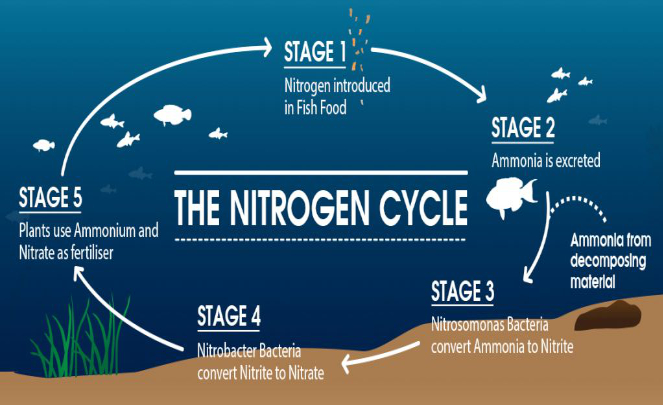 STAGE 1
Nitrogen introduced
in Fish Food
STAGE 2
Ammonia is excreted
THE NITROGEN CYCLE
STAGE 5
Plants use Ammonium and
Nitrate as fertiliser
Ammonia from
decomposing
material
STAGE 3
Nitrosomonas Bacteria
convert Ammonia to Nitrite
STAGE 4
Nitrobacter Bacteria
convert Nitrite to Nitrate